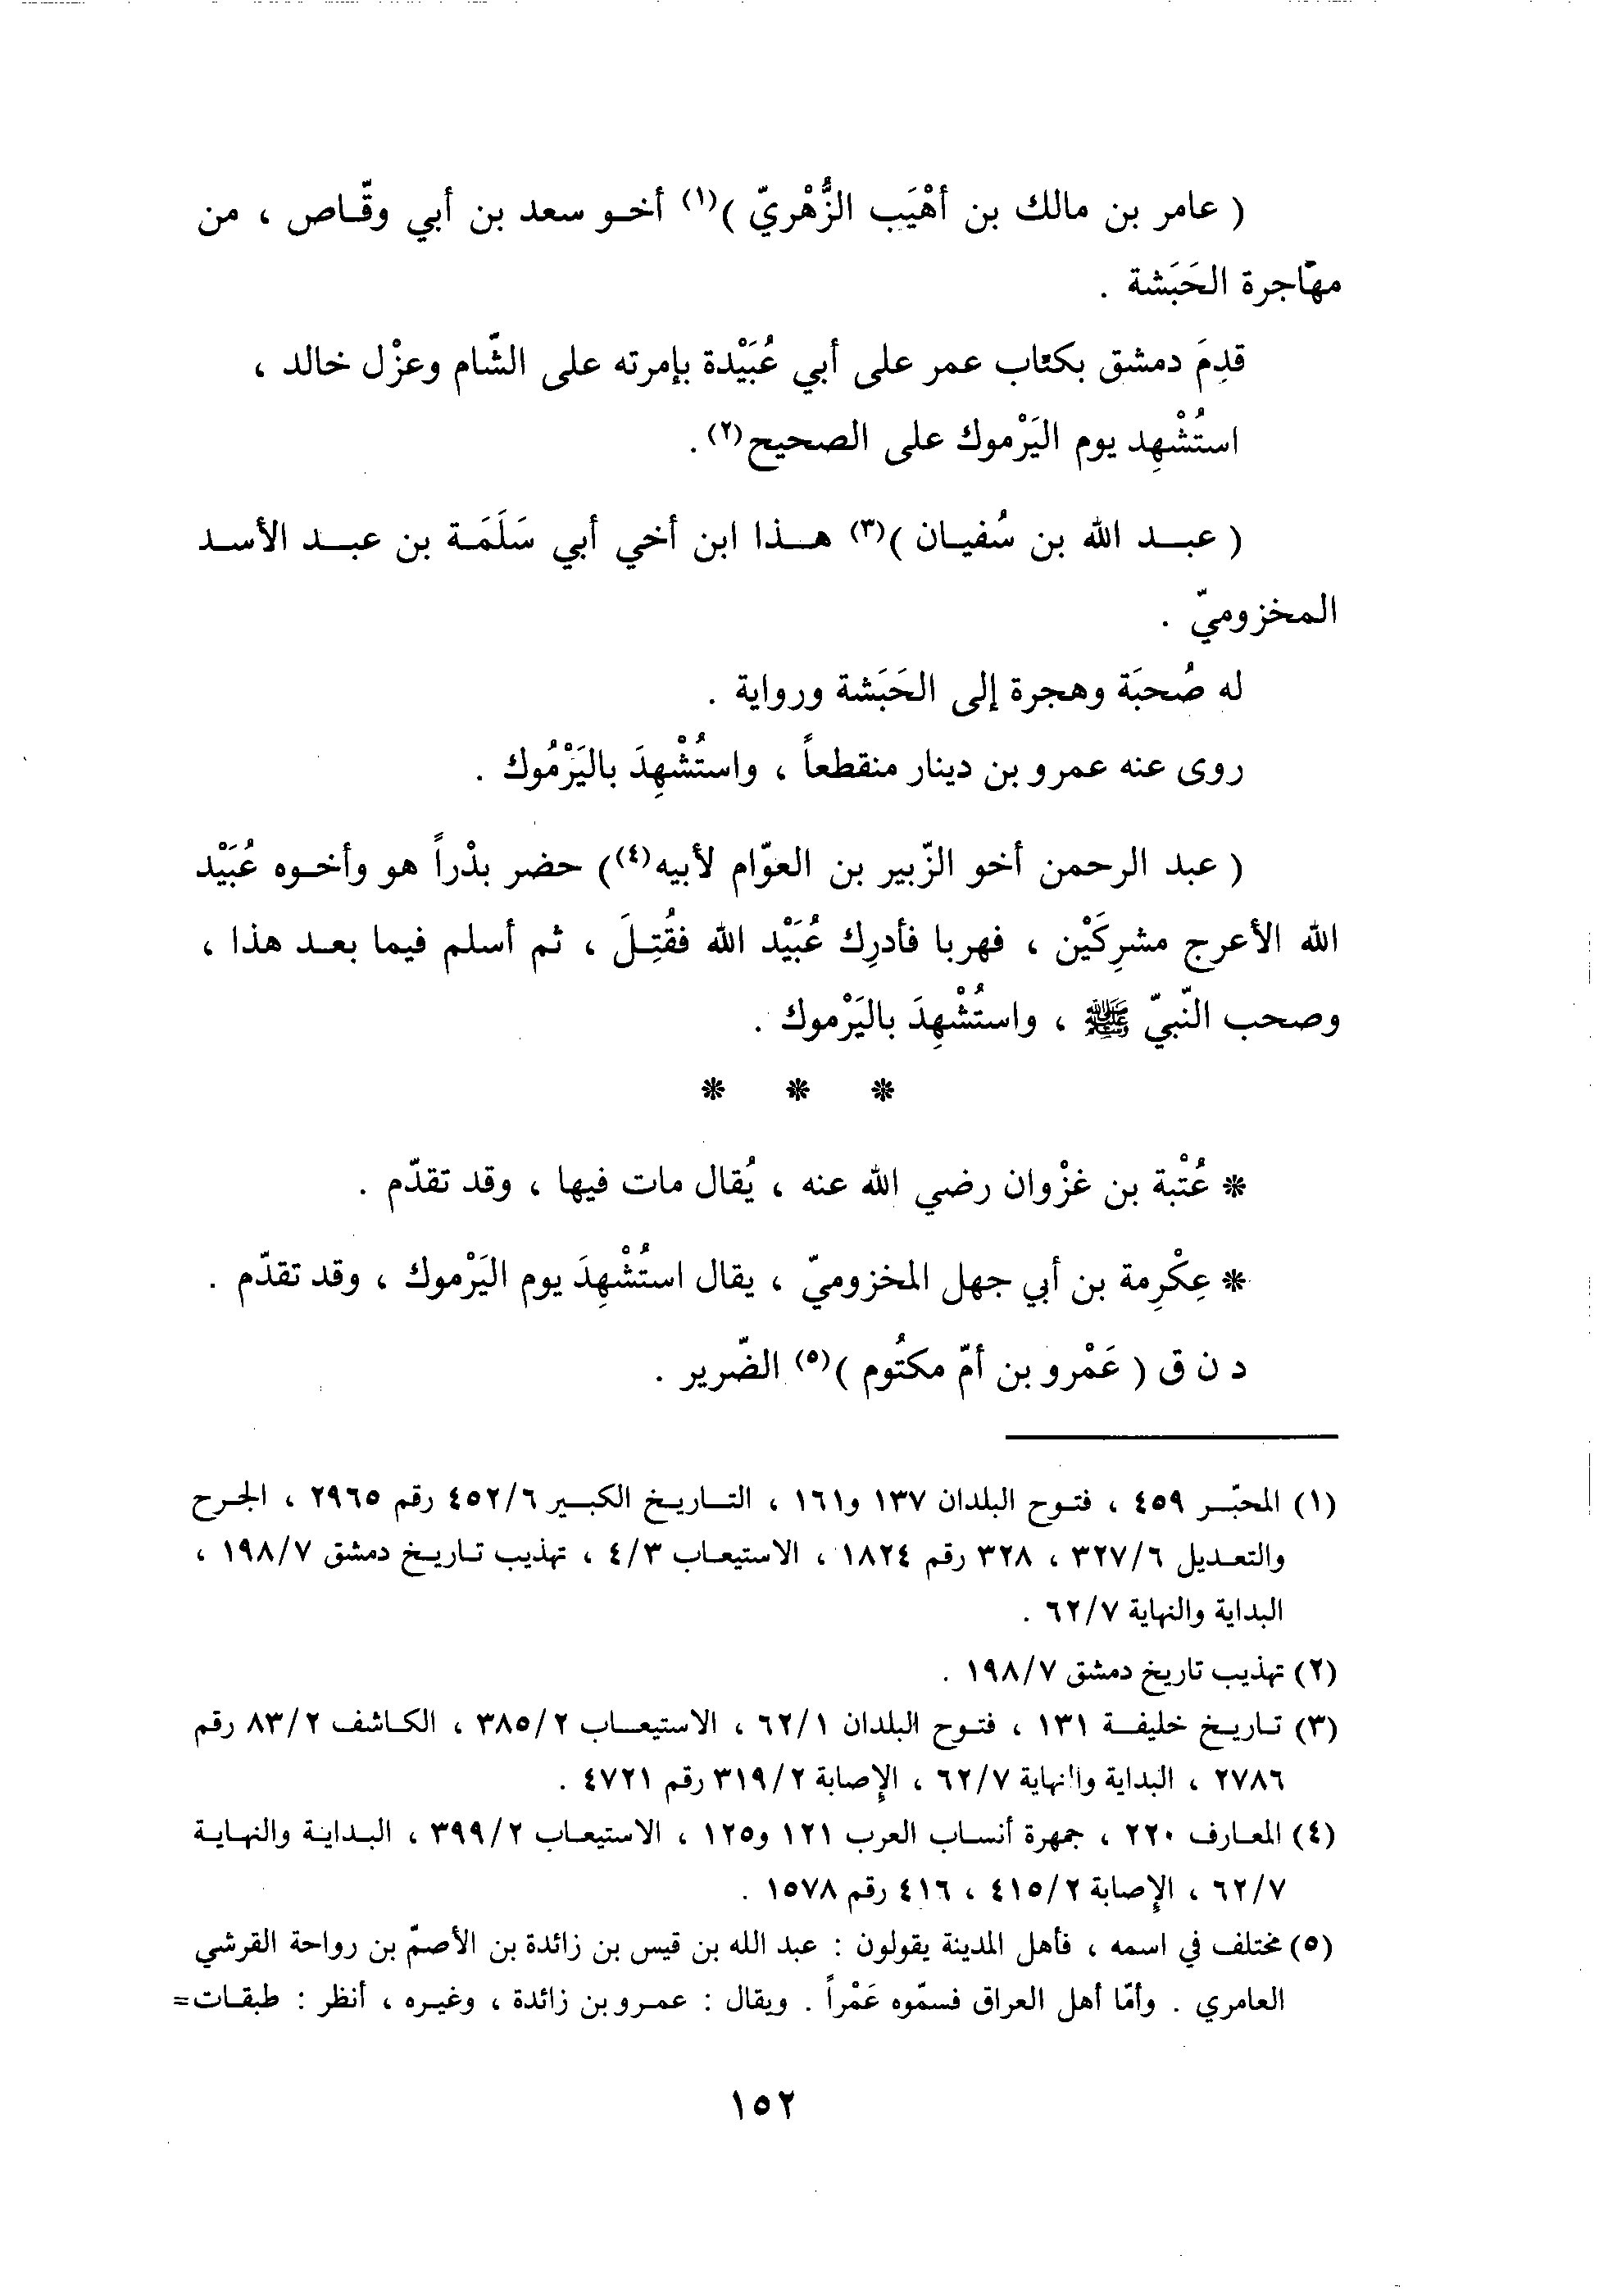 ( عامر بن مالك بن أُهْيَب الزُّهْريّ )(١) أخو سعد بن أبي وقّاص ، من
مهاجرة الحَبَشة .
قدِمَ دمشق بكتاب عمر على أبي عُبَيْدة بإمرته على الشّام وعزْل خالد ،
استُشْهِد يوم اليَرْموك على الصحيح(٢) .
( عبد الله بن سُفيان )(٣) هذا ابن أخي أبي سَلَمَة بن عبد الأسد
المخزوميّ .
له صُحبَة وهجرة إلى الحَبَشة ورواية .
روى عنه عمرو بن دينار منقطعاً ، واستُشْهِدَ باليَرْمُوك .
( عبد الرحمن أخو الزّبير بن العوّام لأبيه(٤)) حضر بدْراً هو وأخوه عُبَيْد
الله الأعرج مشرِكَيْن ، فهربا فأدرِك عُبَيْد الله فقُتِلَ ، ثم أسلم فيما بعد هذا ،
وصحب النّبيّ ﷺ ، واستُشْهِدَ باليَرْموك .
* * *
* عُتْبة بن غزْوان رضي الله عنه ، يُقال مات فيها ، وقد تقدّم .
* عِكْرِمة بن أبي جهل المخزوميّ ، يقال استُشْهِدَ يوم اليَرْموك ، وقد تقدّم .
د ن ق ( عَمْرو بن أمّ مكتُوم )(٥) الضّرير .
(١) المحبّر ٤٥٩ ، فتوح البلدان ١٣٧ و١٦١ ، التاريخ الكبير ٤٥٢/٦ رقم ٢٩٦٥ ، الجرح
والتعديل ٣٢٧/٦ ، ٣٢٨ رقم ١٨٢٤ ، الاستيعاب ٤/٣ ، تهذيب تاريخ دمشق ١٩٨/٧ ،
البداية والنهاية ٦٢/٧ .
(٢) تهذيب تاريخ دمشق ١٩٨/٧ .
(٣) تاريخ خليفة ١٣١ ، فتوح البلدان ٦٢/١ ، الاستيعاب ٣٨٥/٢ ، الكاشف ٨٣/٢ رقم
٢٧٨٦ ، البداية والنهاية ٦٢/٧ ، الإصابة ٣١٩/٢ رقم ٤٧٢١ .
(٤) المعارف ٢٢٠ ، جمهرة أنساب العرب ١٢١ و١٢٥ ، الاستيعاب ٣٩٩/٢ ، البداية والنهاية
٦٢/٧ ، الإصابة ٤١٥/٢ ، ٤١٦ رقم ١٥٧٨ .
(٥) مختلف في اسمه ، فأهل المدينة يقولون : عبد الله بن قيس بن زائدة بن الأصمّ بن رواحة القرشي
العامري . وأمّا أهل العراق فسمّوه عَمْراً . ويقال : عمرو بن زائدة ، وغيره ، أنظر : طبقات=
١٥٢